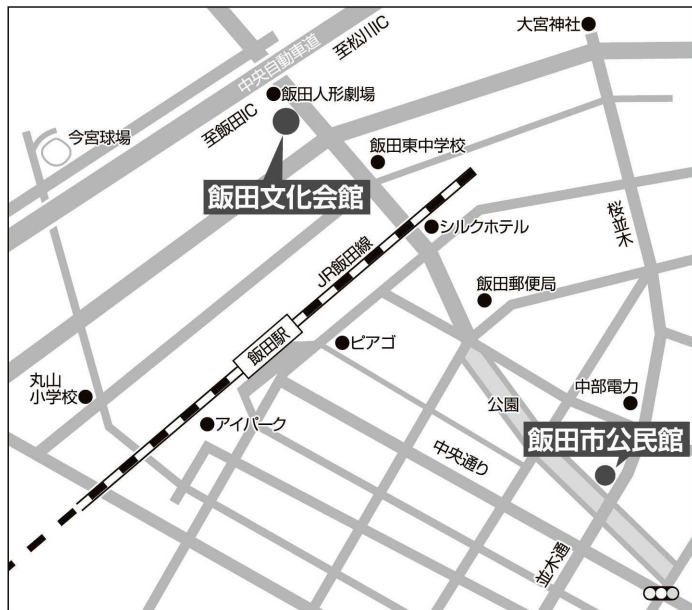 大宮神社
至松川IC
中央自動車道
飯田人形劇場
至飯田IC
今宮球場
飯田東中学校
飯田文化会館
桜並木
シルクホテル
JR飯田線
飯田郵便局
飯田駅
ピアゴ
丸山
小学校
中部電力
公園
アイパーク
飯田市公民館
中央通り
並木通